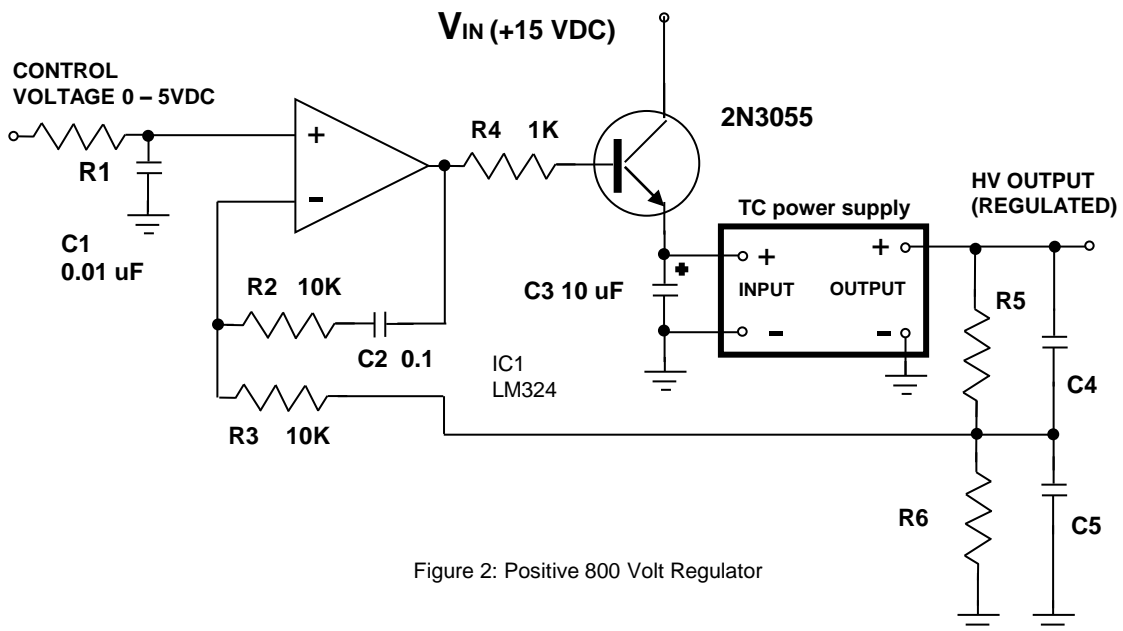 VIN (+15 VDC)
CONTROL
VOLTAGE 0 – 5VDC
2N3055
R4 1K
+
-
R1
HV OUTPUT
(REGULATED)
TC power supply
C1
0.01 uF
+
+
+
R2 10K
C3 10 uF
INPUT
OUTPUT
R5
-
-
C2 0.1
IC1
LM324
C4
R3 10K
R6
C5
Figure 2: Positive 800 Volt Regulator